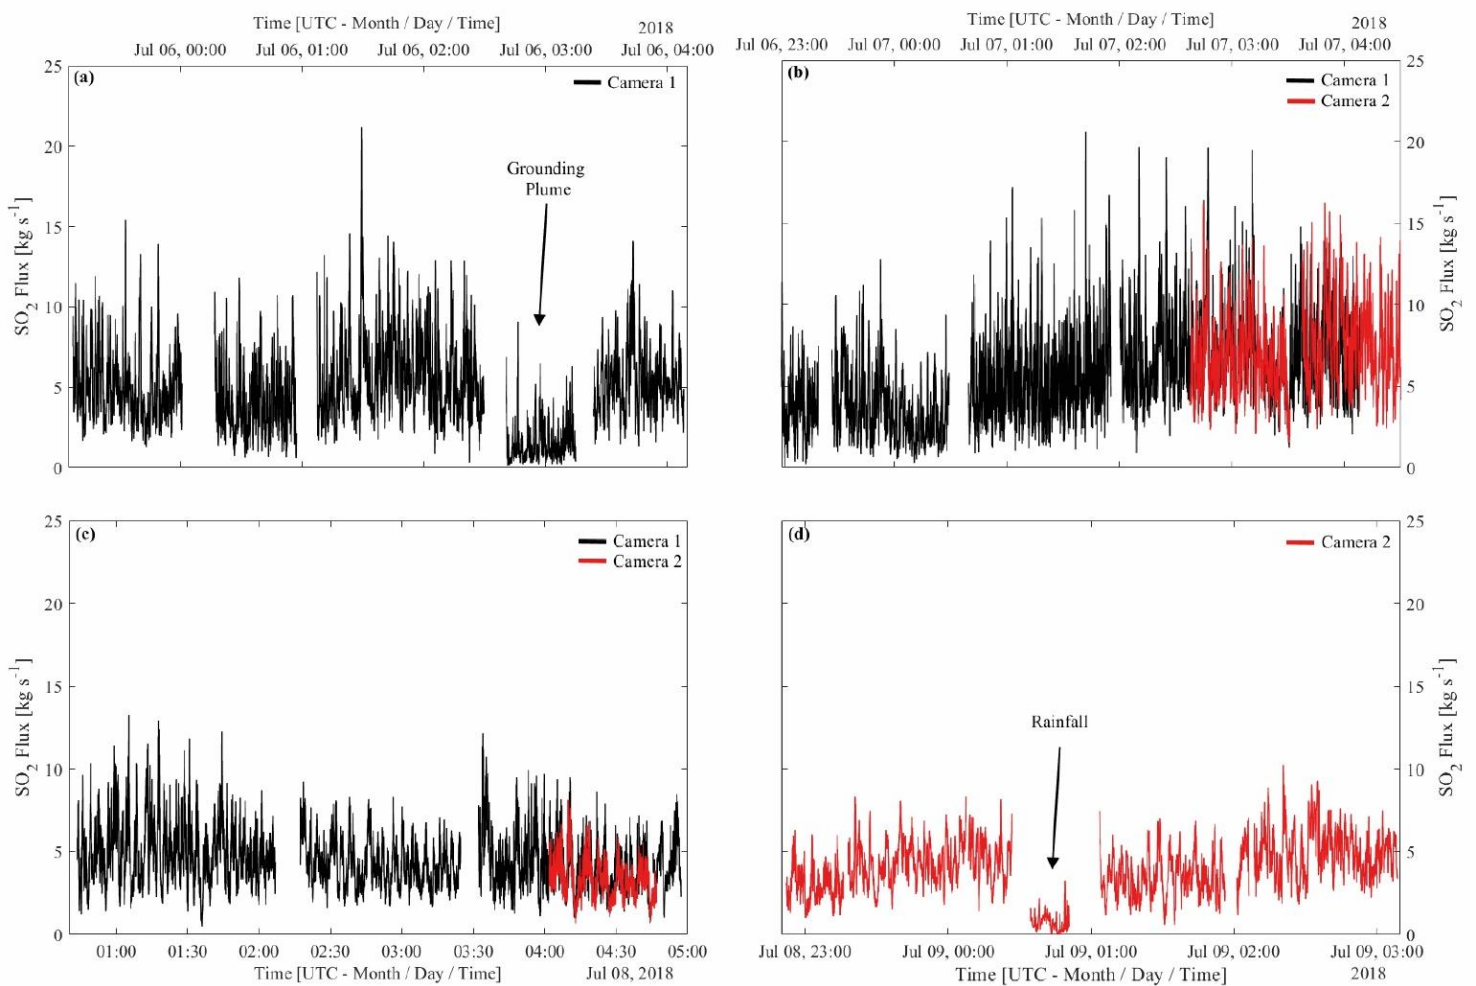 Time [UTC - Month / Day / Time]
2018
Jul 06, 00:00 Jul 06, 01:00 Jul 06, 02:00 Jul 06, 03:00 Jul 06, 04:00
(a)
Camera 1
Grounding
Plume
25
20
15
10
5
0
SO2 Flux [kg s-1]
Time [UTC - Month / Day / Time]
2018
Jul 06, 23:00 Jul 07, 00:00 Jul 07, 01:00 Jul 07, 02:00 Jul 07, 03:00 Jul 07, 04:00
(b)
Camera 1
Camera 2
25
20
15
10
5
0
SO2 Flux [kg s-1]
(c)
Camera 1
Camera 2
25
20
15
10
5
0
SO2 Flux [kg s-1]
01:00 01:30 02:00 02:30 03:00 03:30 04:00 04:30 05:00
Time [UTC - Month / Day / Time]
Jul 08, 2018
(d)
Camera 2
Rainfall
25
20
15
10
5
0
SO2 Flux [kg s-1]
Jul 08, 23:00 Jul 09, 00:00 Jul 09, 01:00 Jul 09, 02:00 Jul 09, 03:00
Time [UTC - Month / Day / Time]
2018